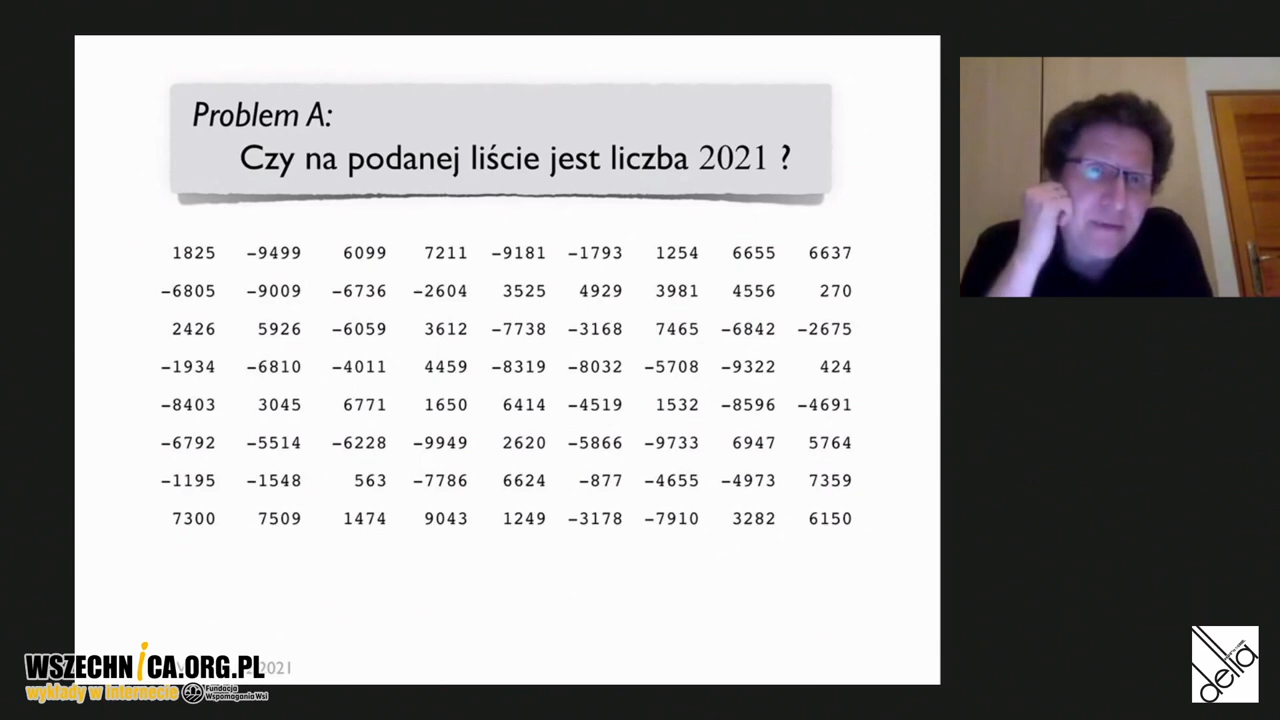 Problem A:
Czy na podanej liście jest liczba 2021 ?
1825 -9499 6099 7211 -9181 -1793 1254 6655 6637
-6805 -9009 -6736 -2604 3525 4929 3981 4556 270
2426 5926 -6059 3612 -7738 -3168 7465 -6842 -2675
-1934 -6810 -4011 4459 -8319 -8032 -5708 -9322 424
-8403 3045 6771 1650 6414 -4519 1532 -8596 -4691
-6792 -5514 -6228 -9949 2620 -5866 -9733 6947 5764
-1195 -1548 563 -7786 6624 -877 -4655 -4973 7359
7300 7509 1474 9043 1249 -3178 -7910 3282 6150
WSZECHNICA.ORG.PL
2021
wykłady w internecie
Fundacja
Wspomagania Wsi
delta